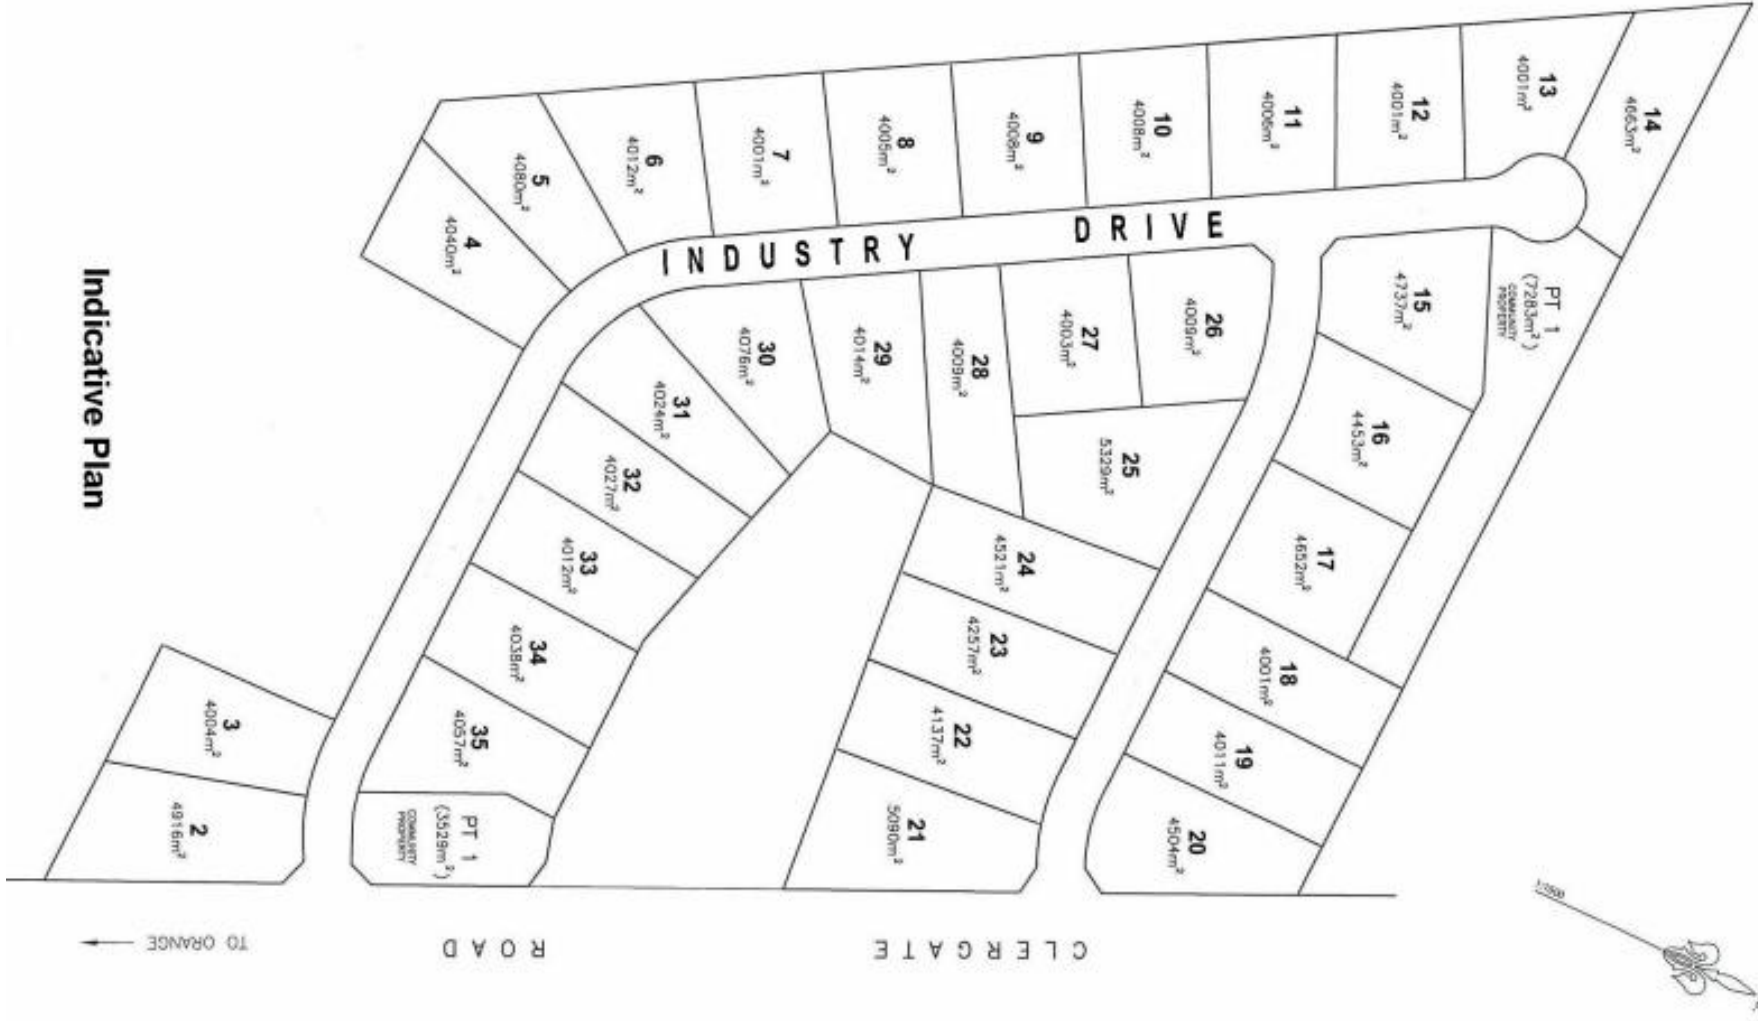 Indicative Plan
2
4916m²
3
4004m²
4
4040m²
5
4080m²
6
4012m²
7
4001m²
8
4005m²
9
4008m²
10
4008m²
11
4006m²
12
4001m²
13
4001m²
14
4663m²
15
4737m²
16
4453m²
17
4652m²
18
4001m²
19
4011m²
20
4504m²
21
5090m²
22
4137m²
23
4257m²
24
4521m²
25
5329m²
26
4009m²
27
4003m²
28
4009m²
29
4014m²
30
4076m²
31
4024m²
32
4027m²
33
4012m²
34
4038m²
35
4057m²
PT 1
(7283m²)
COMMUNITY
PROPERTY
PT 1
(3529m²)
COMMUNITY
PROPERTY
INDUSTRY DRIVE
CLERGATE ROAD
TO ORANGE